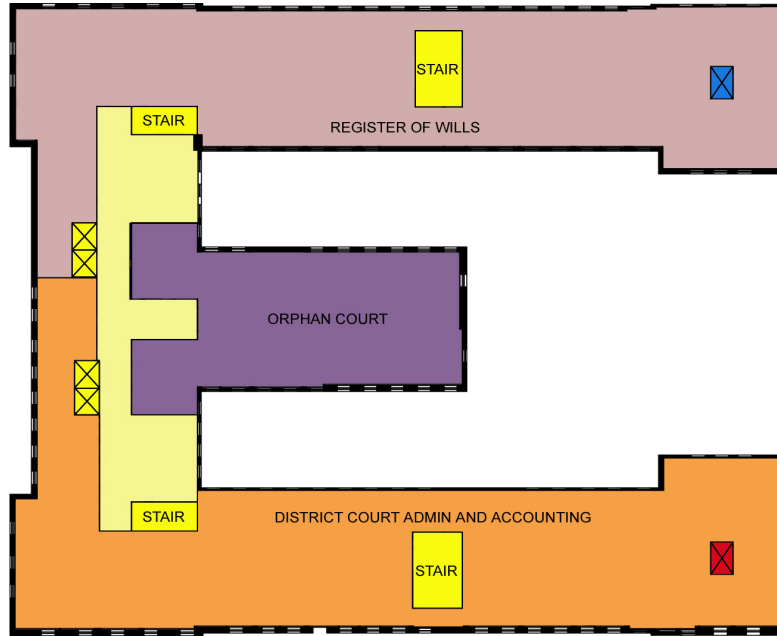 STAIR
STAIR
REGISTER OF WILLS
ORPHAN COURT
STAIR
DISTRICT COURT ADMIN AND ACCOUNTING
STAIR